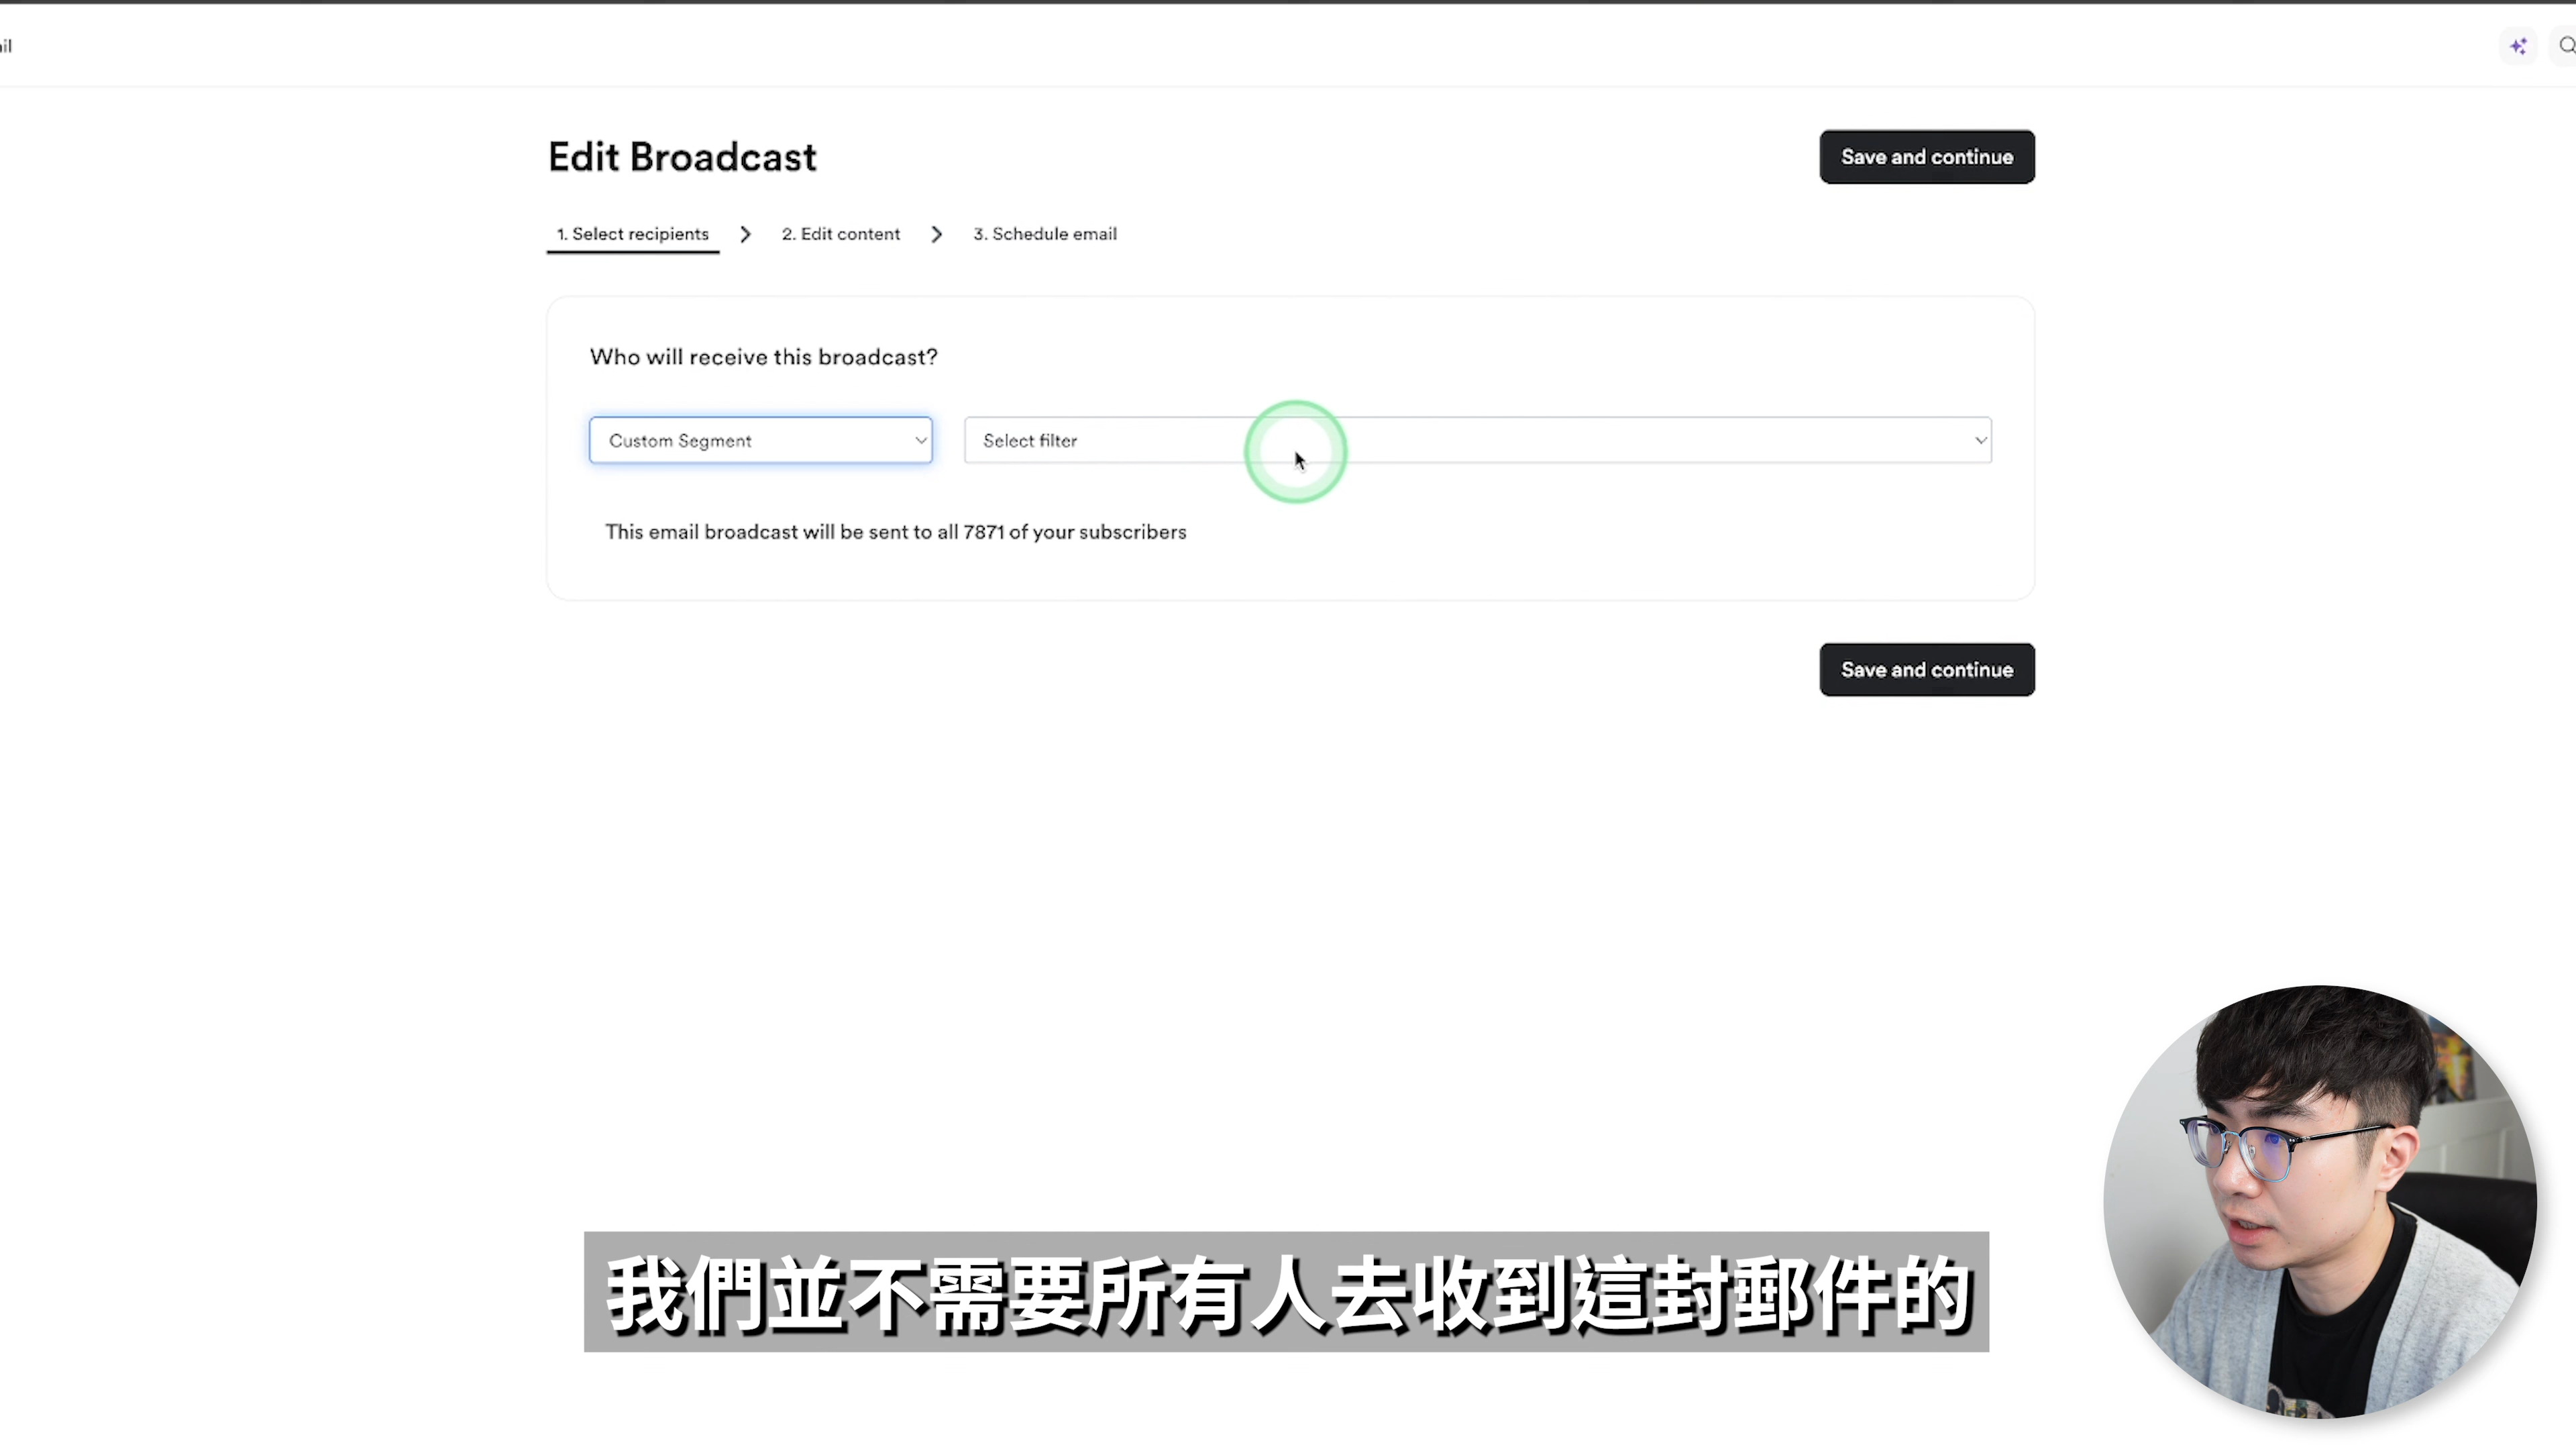 Edit Broadcast
Save and continue
1. Select recipients
2. Edit content
3. Schedule email
Who will receive this broadcast?
Custom Segment
Select filter
This email broadcast will be sent to all 7871 of your subscribers
Save and continue
我們並不需要所有人去收到這封郵件的